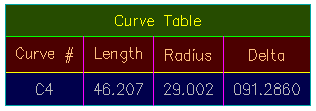 Curve Table
Curve # Length Radius Delta
C4 46.207 29.002 091.2860